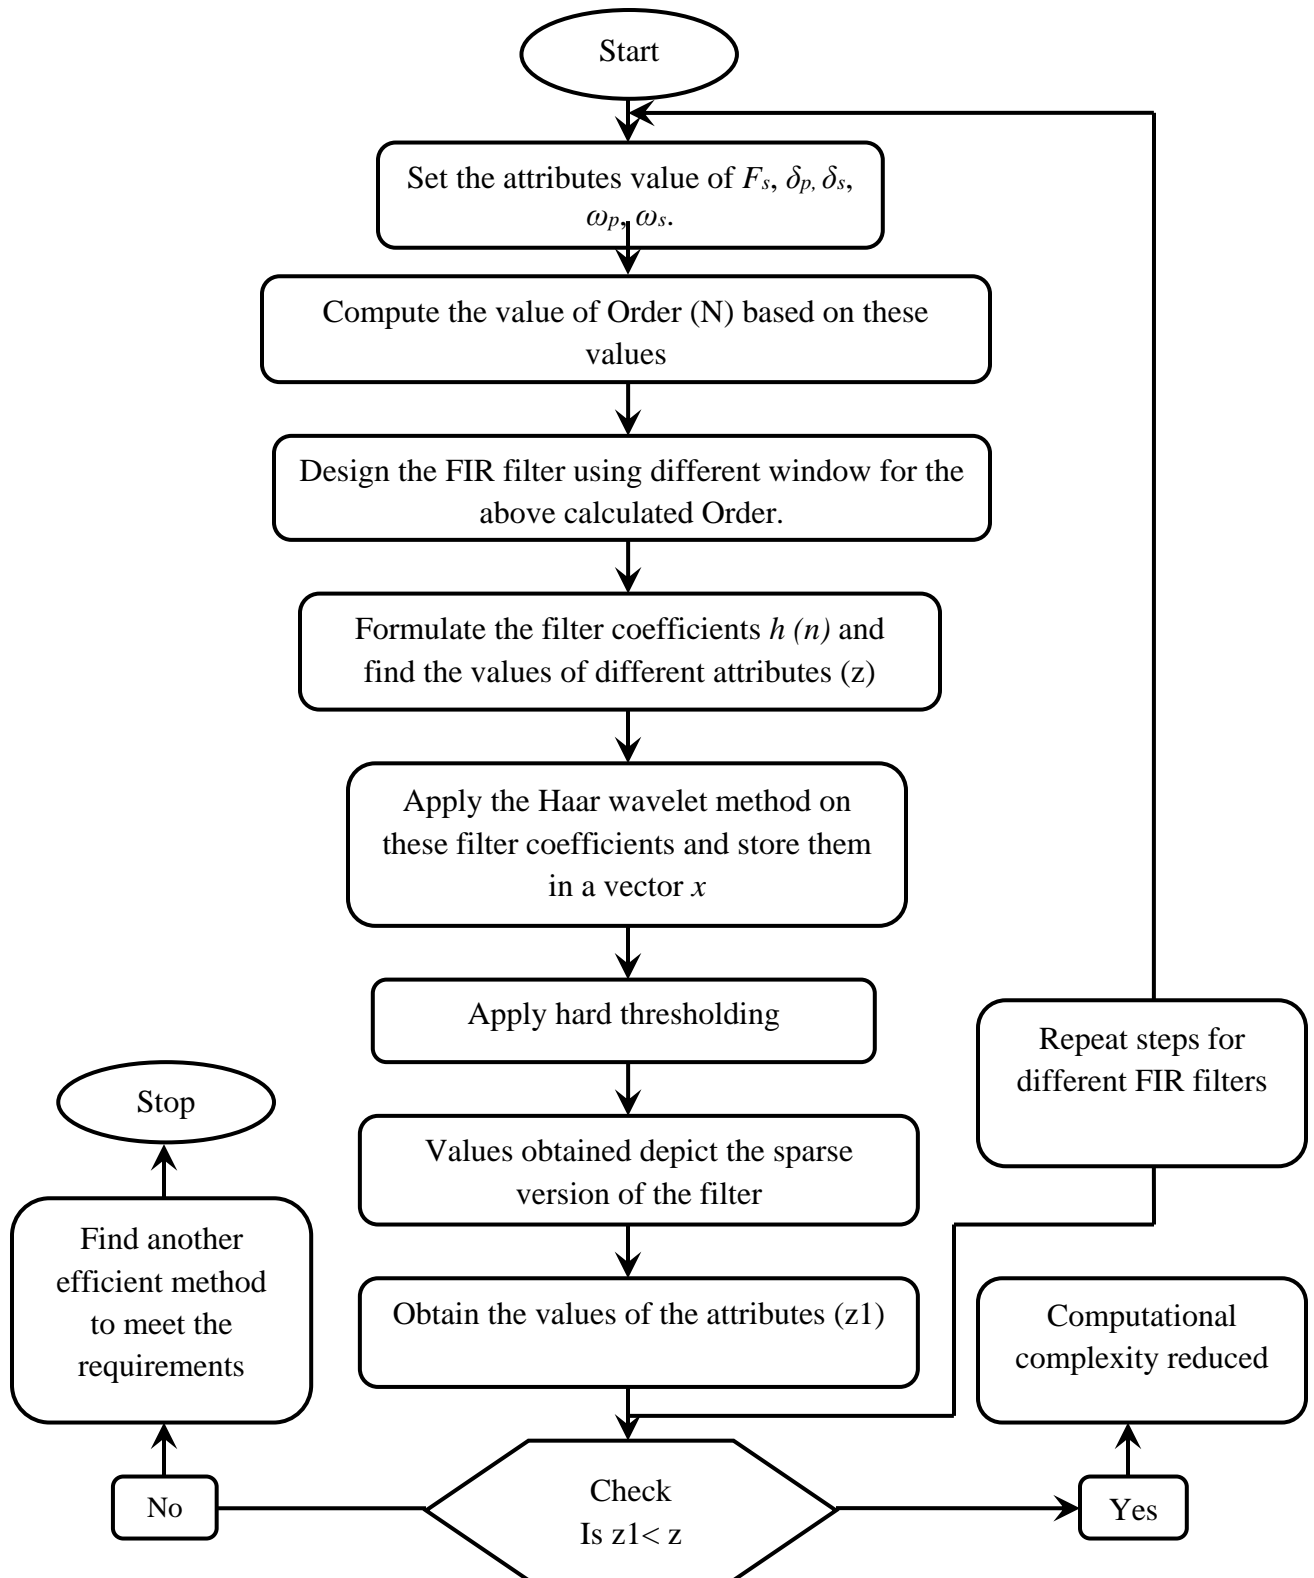 Start
Set the attributes value of Fs, δp, δs,
ωp, ωs.
Compute the value of Order (N) based on these
values
Design the FIR filter using different window for the
above calculated Order.
Formulate the filter coefficients h (n) and
find the values of different attributes (z)
Apply the Haar wavelet method on
these filter coefficients and store them
in a vector x
Apply hard thresholding
Values obtained depict the sparse
version of the filter
Obtain the values of the attributes (z1)
Repeat steps for
different FIR filters
Stop
Find another
efficient method
to meet the
requirements
Computational
complexity reduced
No
Check
Is z1< z
Yes